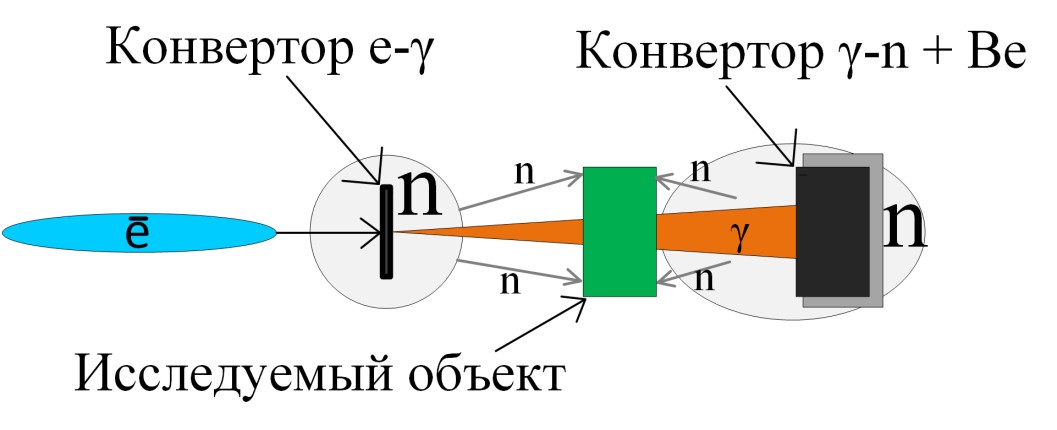 Конвертор e-γ
Конвертор γ-n + Be
n
n
n
ē
γ
n
n
n
Исследуемый объект